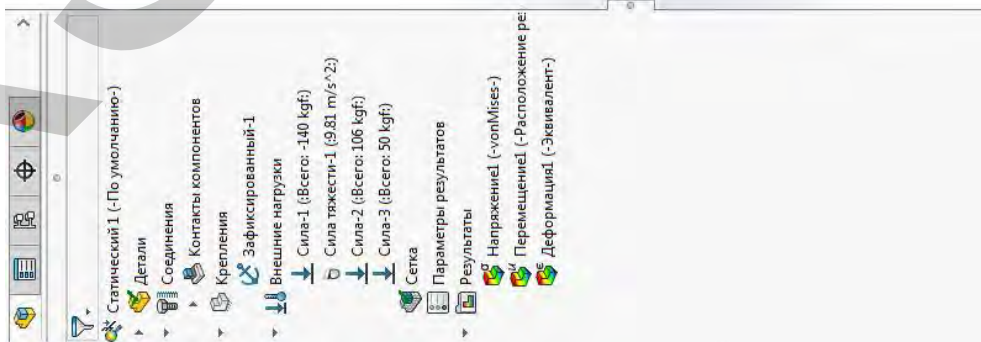 Статический 1 (-По умолчанию-)
Детали
Соединения
Контакты компонентов
Крепления
Зафиксированный-1
Внешние нагрузки
Сила-1 (:Всего: -140 kgf:)
Сила тяжести-1 (:9.81 m/s^2:)
Сила-2 (:Всего: 106 kgf:)
Сила-3 (:Всего: 50 kgf:)
Сетка
Параметры результатов
Результаты
σ Напряжение1 (-vonMises-)
u Перемещение1 (-Расположение ре
ε Деформация1 (-Эквивалент-)